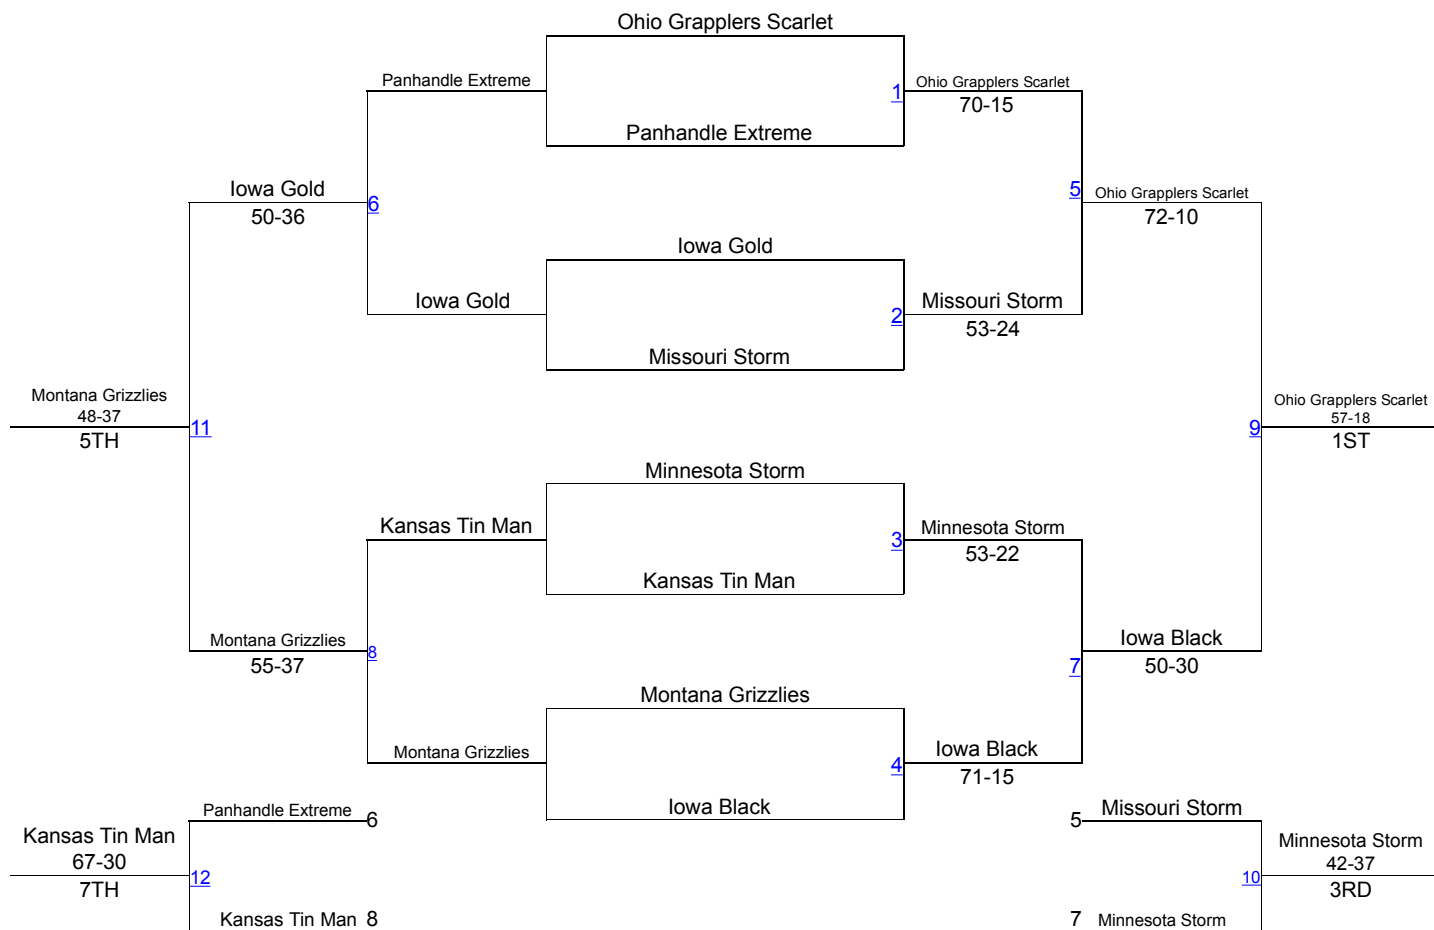 Ohio Grapplers Scarlet
Panhandle Extreme
1
Ohio Grapplers Scarlet
70-15
Panhandle Extreme
Iowa Gold
50-36
6
5
Ohio Grapplers Scarlet
72-10
Iowa Gold
Iowa Gold
2
Missouri Storm
53-24
Missouri Storm
Montana Grizzlies
48-37
5TH
11
9
Ohio Grapplers Scarlet
57-18
1ST
Minnesota Storm
Kansas Tin Man
3
Minnesota Storm
53-22
Kansas Tin Man
Montana Grizzlies
55-37
8
7
Iowa Black
50-30
Montana Grizzlies
Montana Grizzlies
4
Iowa Black
71-15
Iowa Black
Panhandle Extreme 6
5 Missouri Storm
Kansas Tin Man
67-30
7TH
12
10
Minnesota Storm
42-37
3RD
Kansas Tin Man 8
7 Minnesota Storm